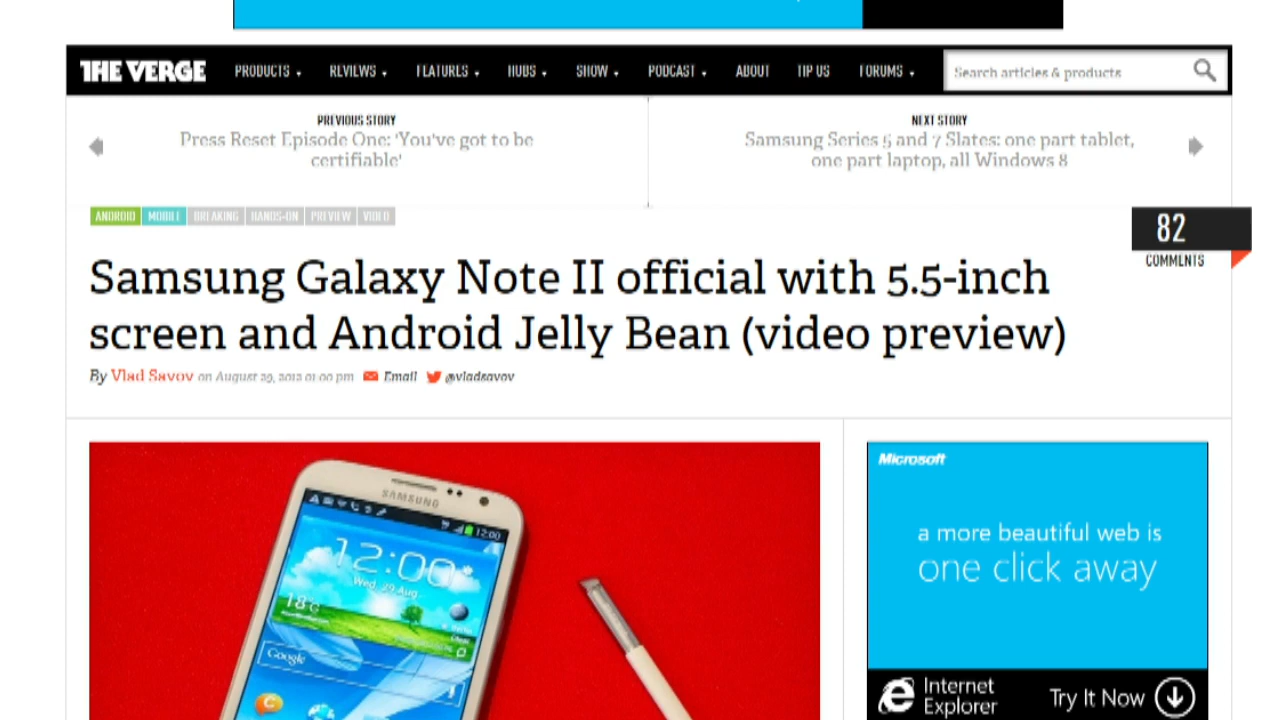 THE VERGE PRODUCTS REVIEWS FEATURES HUBS SHOW PODCAST ABOUT TIP US FORUMS Search articles & products
PREVIOUS STORY
Press Reset Episode One: 'You've got to be
certifiable'
NEXT STORY
Samsung Series 5 and 7 Slates: one part tablet,
one part laptop, all Windows 8
ANDROID MOBILE BREAKING HANDS-ON PREVIEW VIDEO
82
COMMENTS
Samsung Galaxy Note II official with 5.5-inch
screen and Android Jelly Bean (video preview)
By Vlad Savov on August 29, 2012 01:00 pm Email @vladsavov
SAMSUNG
12:00
12:00
Wed, 29 Aug
18°C
Google
Microsoft
a more beautiful web is
one click away
Internet
Explorer
Try It Now